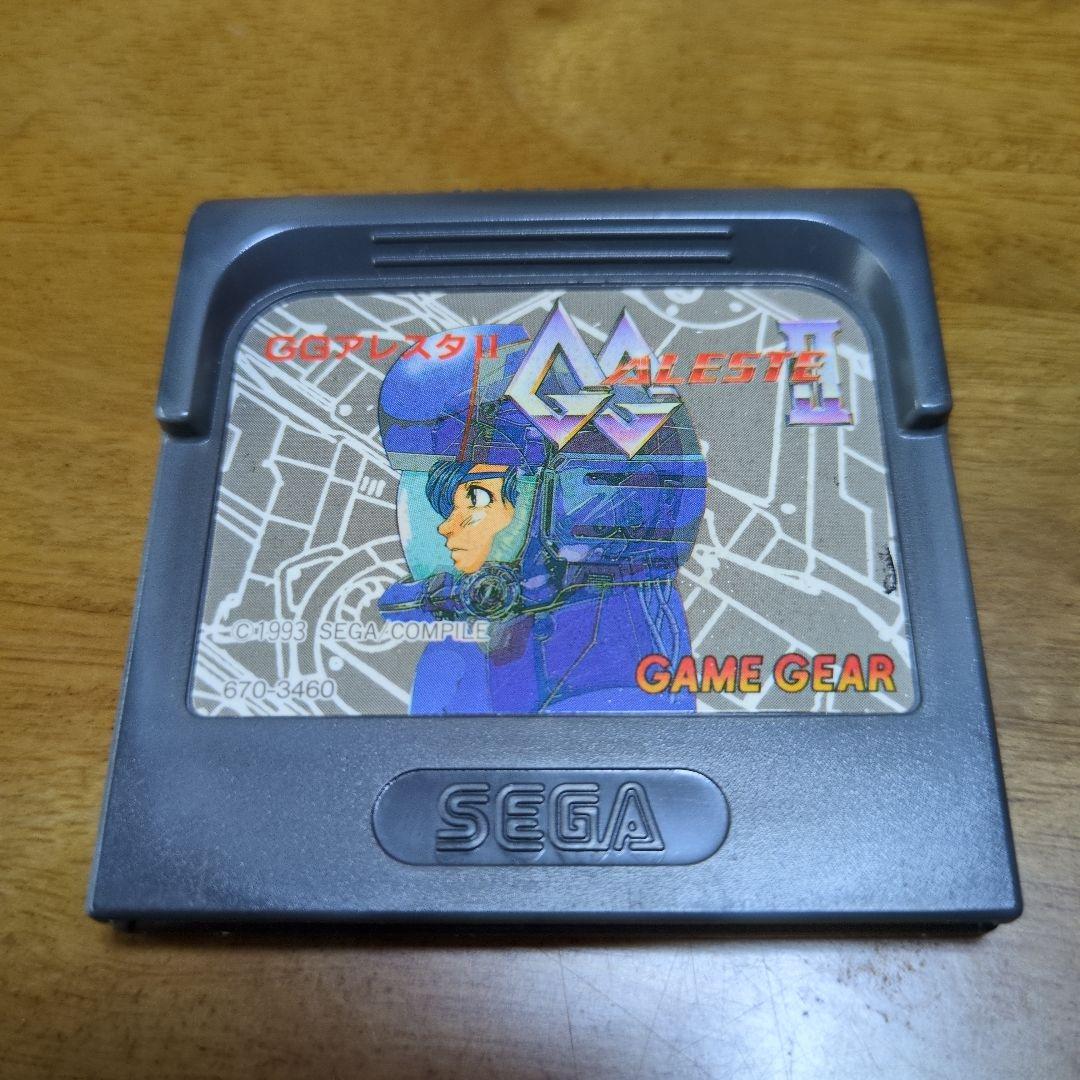 GGアレスタII
GG ALESTE II
© 1993 SEGA/COMPILE
670-3460
GAME GEAR
SEGA